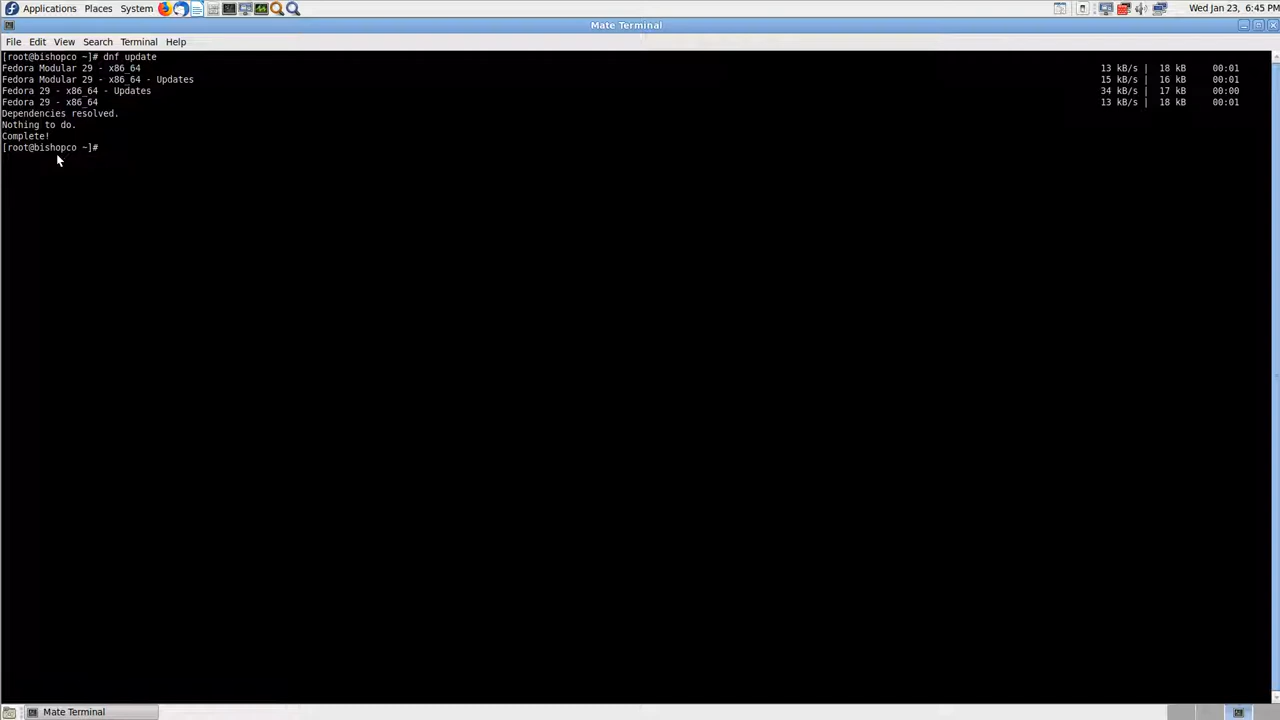 Applications Places System Wed Jan 23, 6:45 PM
Mate Terminal
File Edit View Search Terminal Help
[root@bishopco ~]# dnf update
Fedora Modular 29 - x86_64 13 kB/s | 18 kB 00:01
Fedora Modular 29 - x86_64 - Updates 15 kB/s | 16 kB 00:01
Fedora 29 - x86_64 - Updates 34 kB/s | 17 kB 00:00
Fedora 29 - x86_64 13 kB/s | 18 kB 00:01
Dependencies resolved.
Nothing to do.
Complete!
[root@bishopco ~]#
Mate Terminal